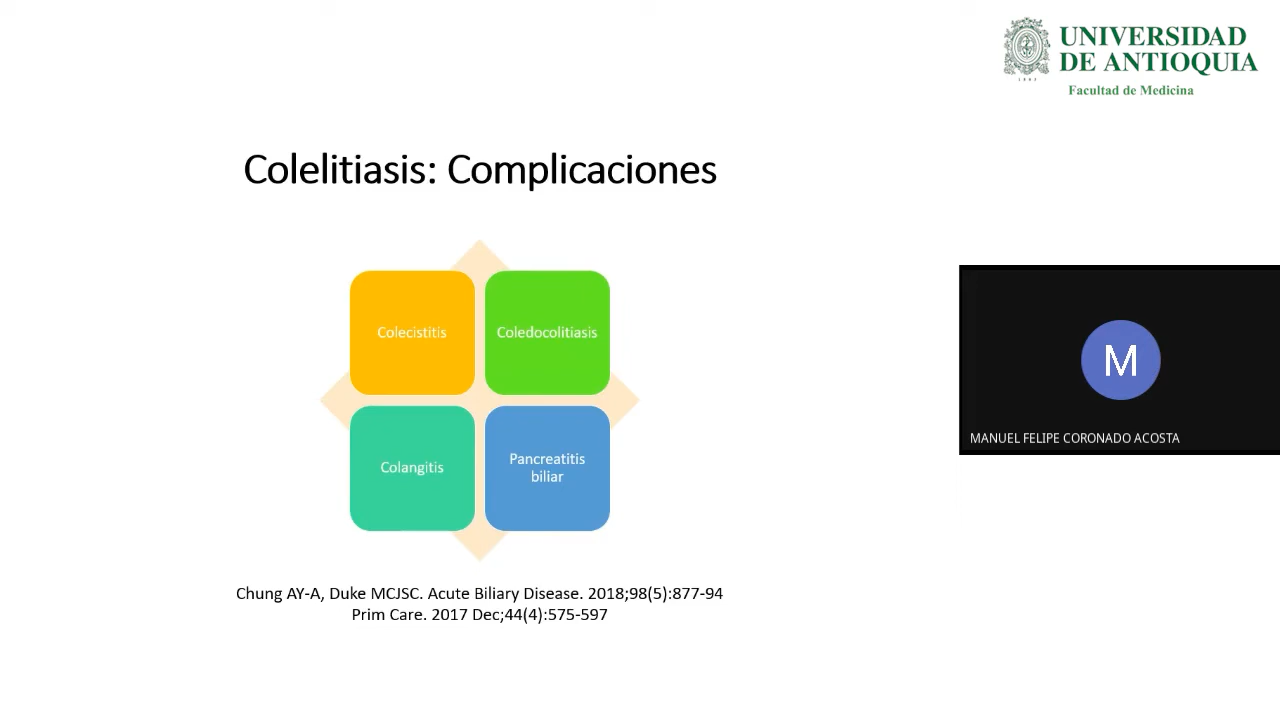 UNIVERSIDAD
DE ANTIOQUIA
1803
Facultad de Medicina
Colelitiasis: Complicaciones
Colecistitis
Coledocolitiasis
Colangitis
Pancreatitis
biliar
M
MANUEL FELIPE CORONADO ACOSTA
Chung AY-A, Duke MCJSC. Acute Biliary Disease. 2018;98(5):877-94
Prim Care. 2017 Dec;44(4):575-597